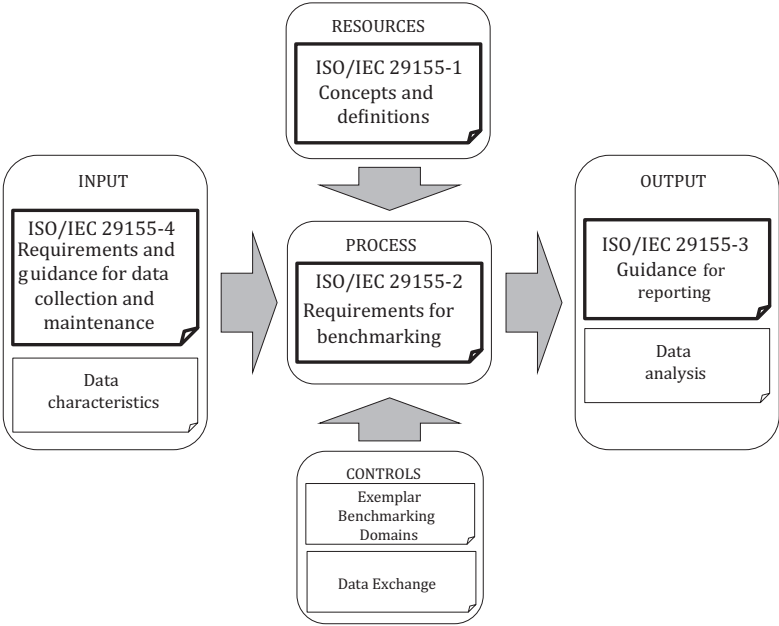 RESOURCES
ISO/IEC 29155-1
Concepts and
definitions
INPUT
ISO/IEC 29155-4
Requirements and
guidance for data
collection and
maintenance
Data
characteristics
PROCESS
ISO/IEC 29155-2
Requirements for
benchmarking
OUTPUT
ISO/IEC 29155-3
Guidance for
reporting
Data
analysis
CONTROLS
Exemplar
Benchmarking
Domains
Data Exchange